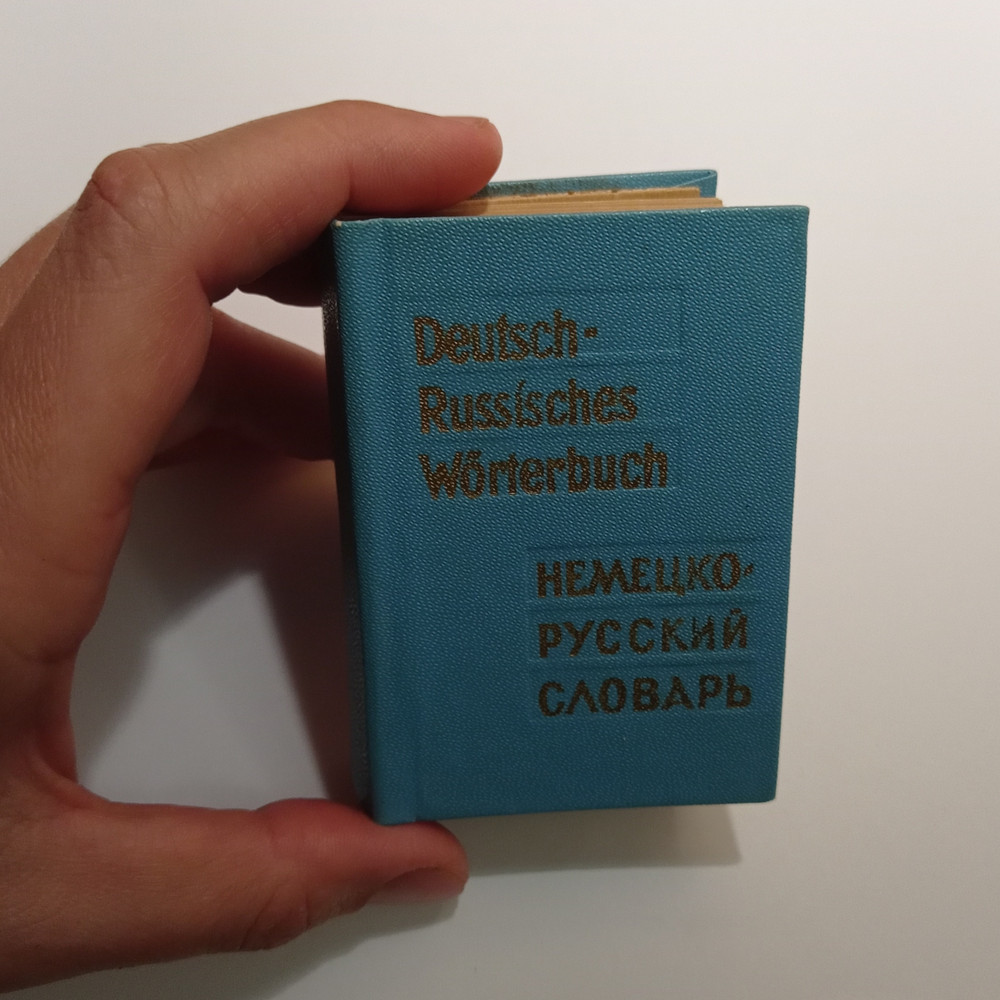 Deutsch-
Russisches
Wörterbuch
НЕМЕЦКО-
РУССКИЙ
СЛОВАРЬ